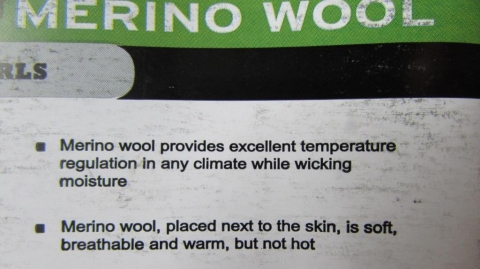 MERINO WOOL
RLS
Merino wool provides excellent temperature
regulation in any climate while wicking
moisture
Merino wool, placed next to the skin, is soft,
breathable and warm, but not hot